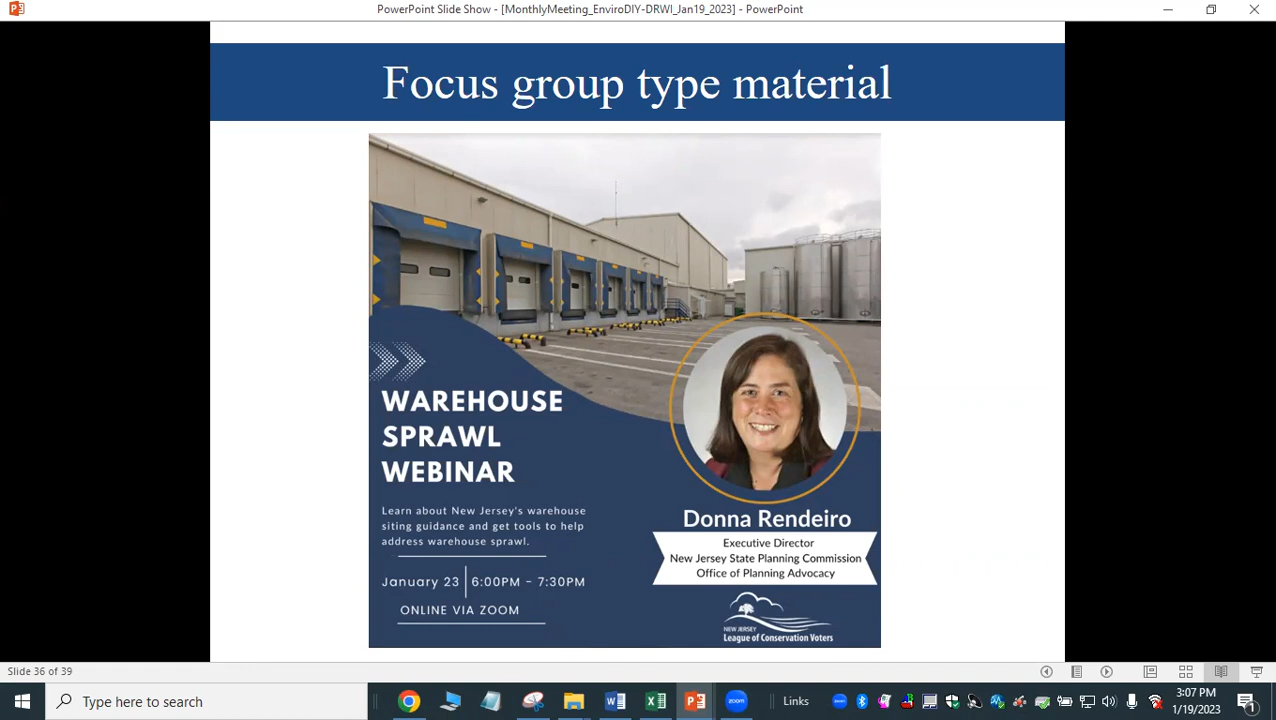 PowerPoint Slide Show - [MonthlyMeeting_EnviroDIY-DRWI_Jan19_2023] - PowerPoint
Focus group type material
WAREHOUSE
SPRAWL
WEBINAR
Learn about New Jersey's warehouse
siting guidance and get tools to help
address warehouse sprawl.
January 23 6:00PM - 7:30PM
ONLINE VIA ZOOM
Donna Rendeiro
Executive Director
New Jersey State Planning Commission
Office of Planning Advocacy
NEW JERSEY
League of Conservation Voters
Slide 36 of 39
Type here to search
Links
zoom
3:07 PM
1/19/2023
1